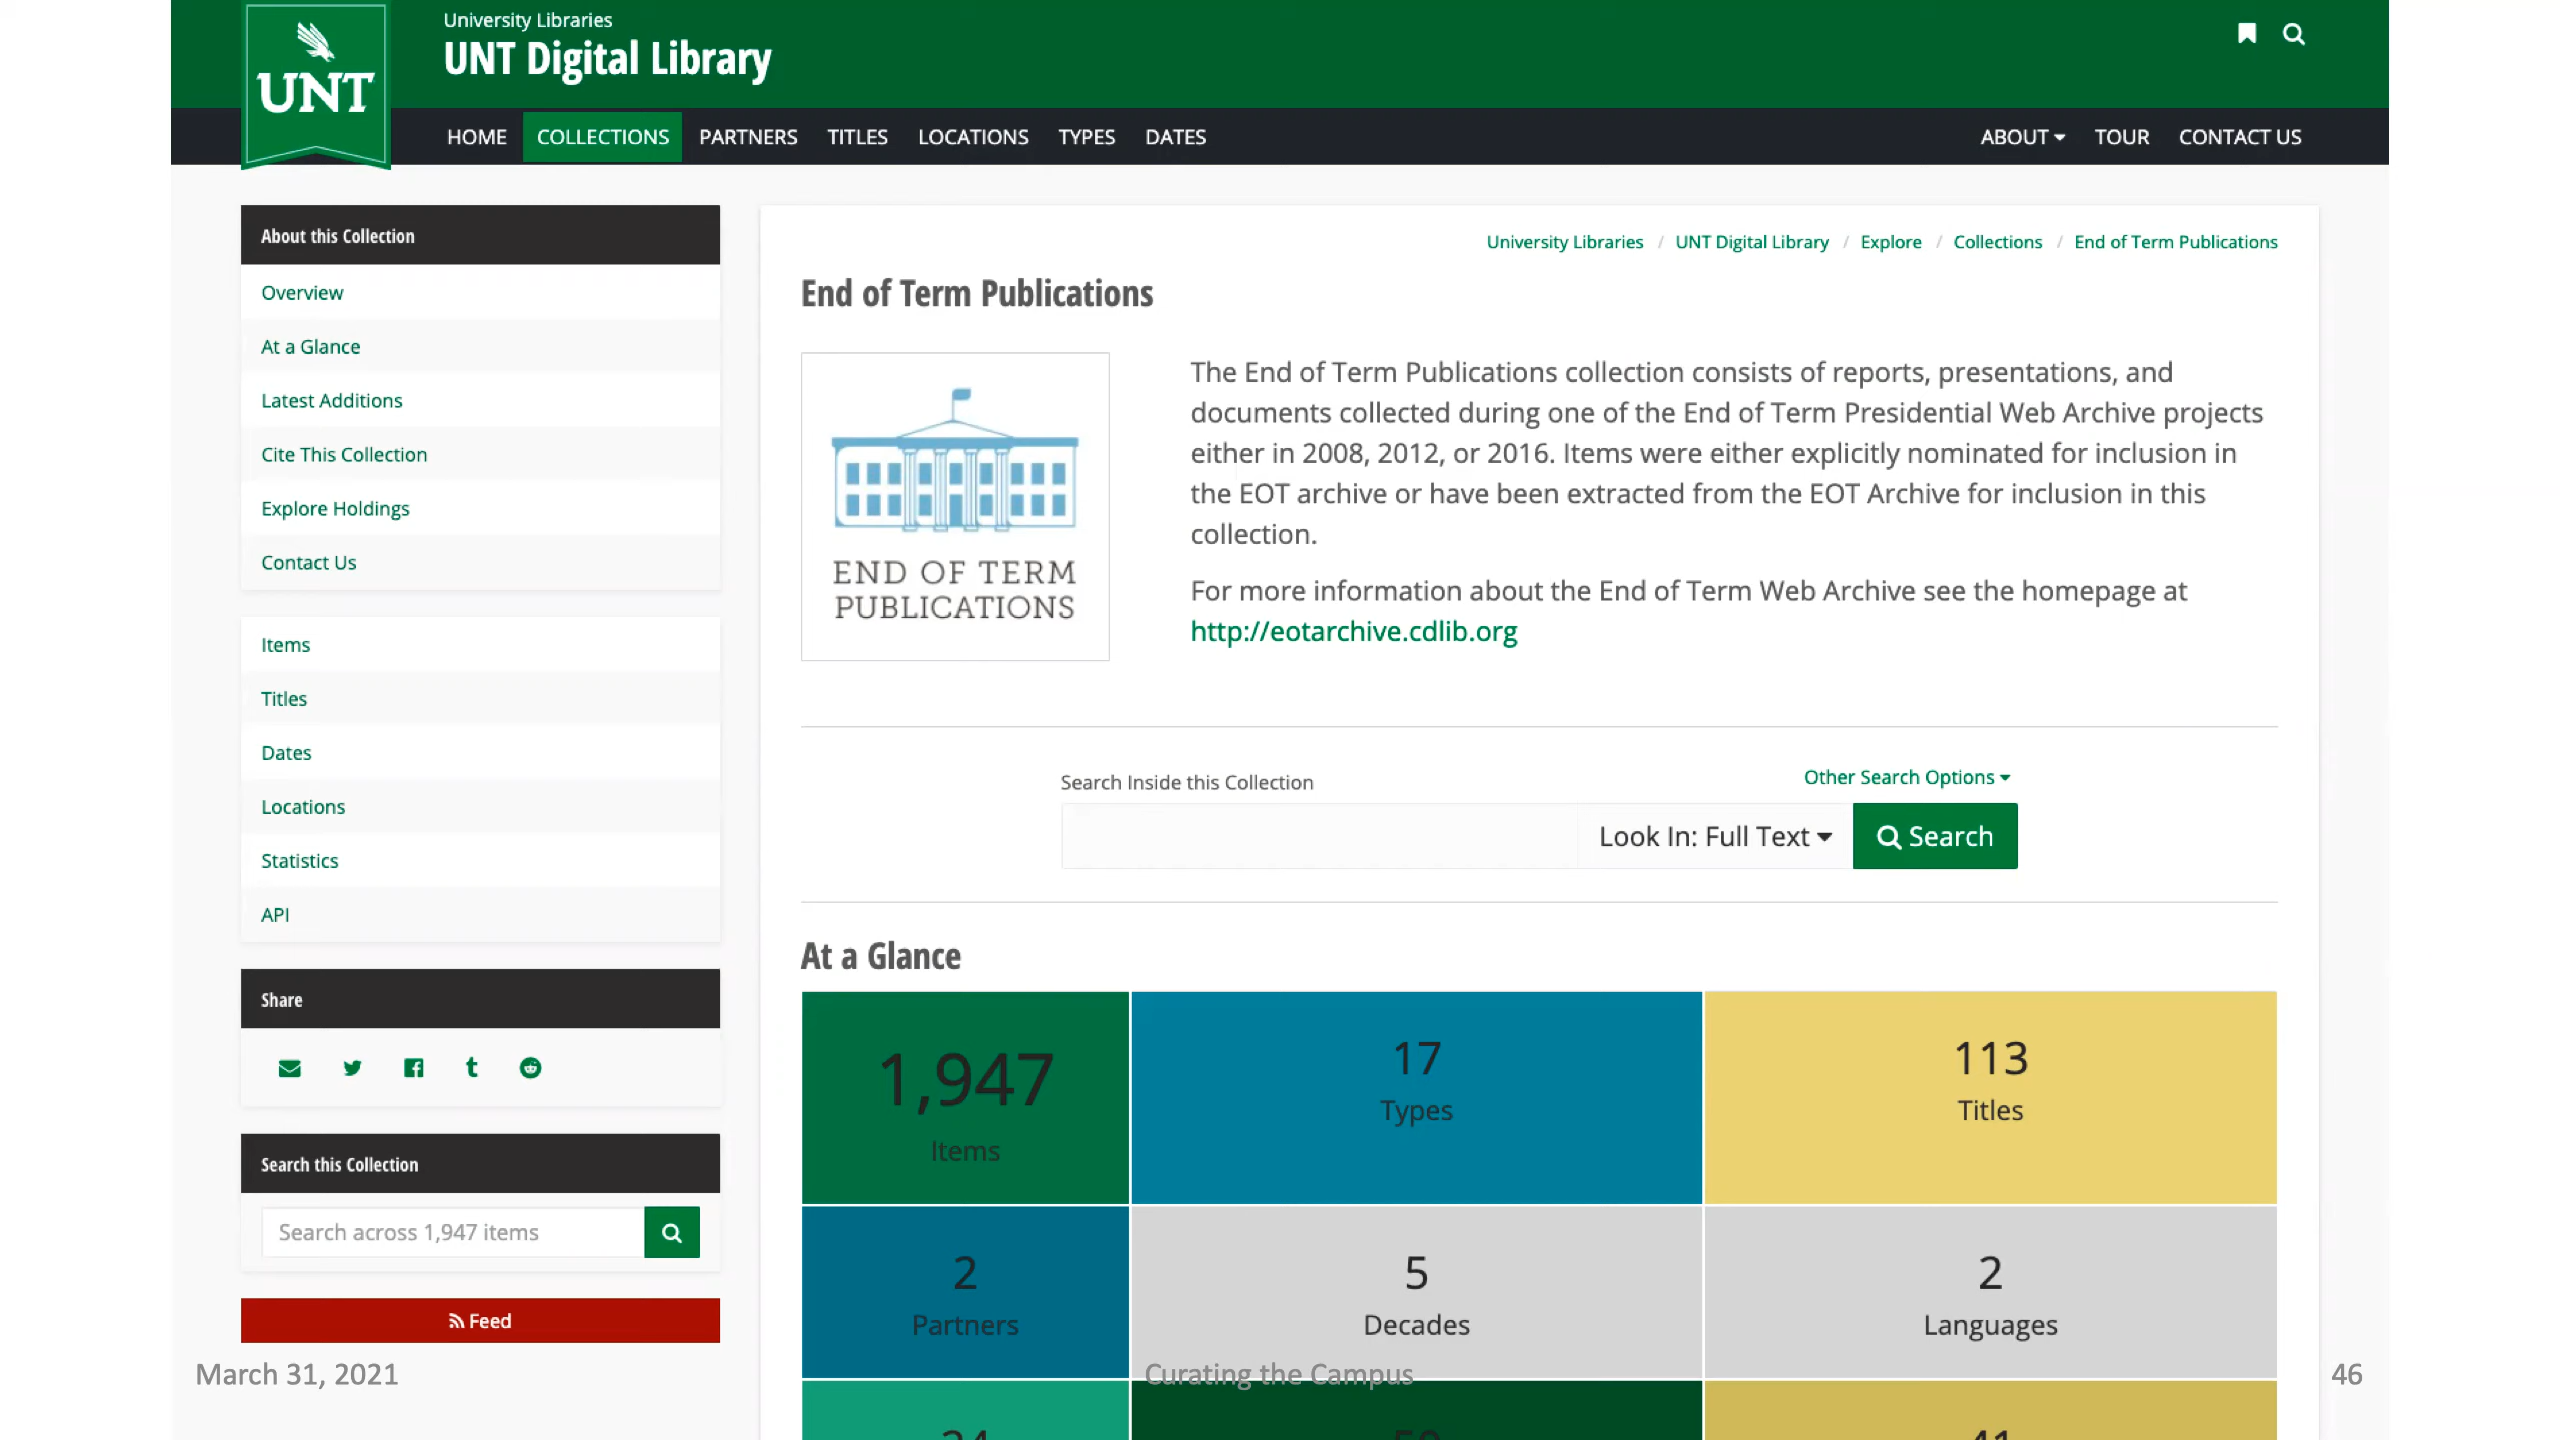 University Libraries
UNT Digital Library
UNT
HOME COLLECTIONS PARTNERS TITLES LOCATIONS TYPES DATES ABOUT TOUR CONTACT US
About this Collection
Overview
At a Glance
Latest Additions
Cite This Collection
Explore Holdings
Contact Us
Items
Titles
Dates
Locations
Statistics
API
Share
Search this Collection
Search across 1,947 items
Feed
University Libraries / UNT Digital Library / Explore / Collections / End of Term Publications
End of Term Publications
END OF TERM
PUBLICATIONS
The End of Term Publications collection consists of reports, presentations, and
documents collected during one of the End of Term Presidential Web Archive projects
either in 2008, 2012, or 2016. Items were either explicitly nominated for inclusion in
the EOT archive or have been extracted from the EOT Archive for inclusion in this
collection.
For more information about the End of Term Web Archive see the homepage at
http://eotarchive.cdlib.org
Search Inside this Collection
Other Search Options
Look In: Full Text
Search
At a Glance
1,947
Items
17
Types
113
Titles
2
Partners
5
Decades
2
Languages
March 31, 2021
Curating the Campus
46